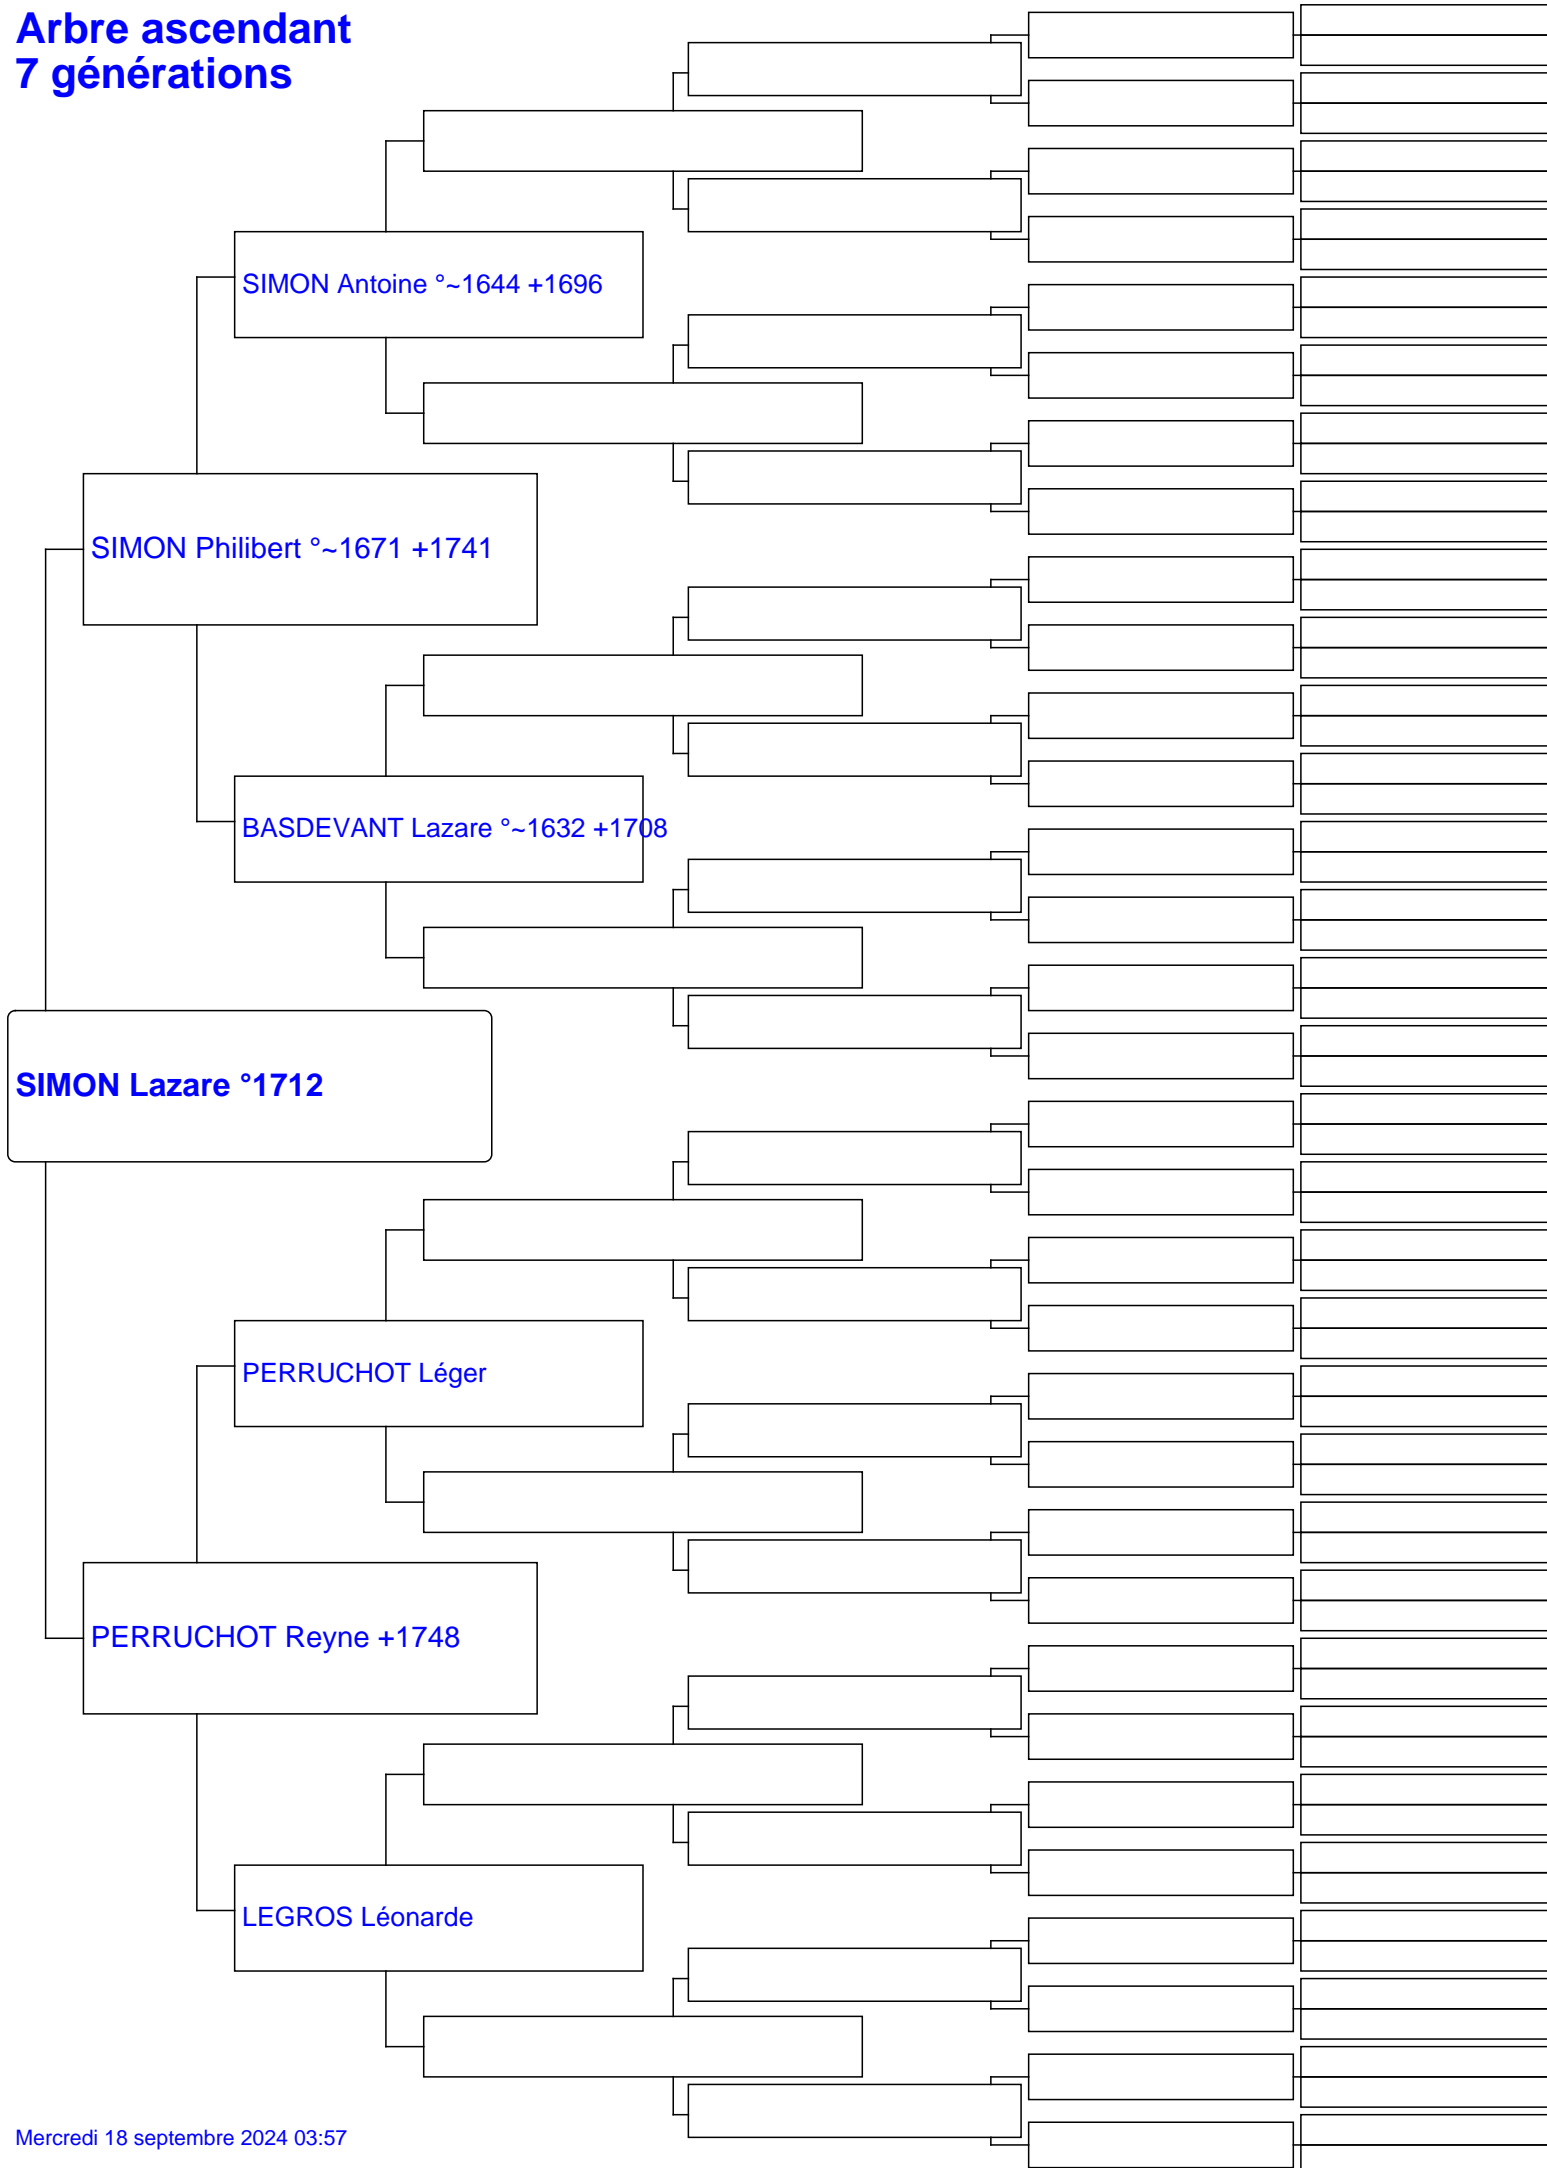 Arbre ascendant
7 générations
SIMON Antoine °~1644 +1696
SIMON Philibert °~1671 +1741
BASDEVANT Lazare °~1632 +1708
SIMON Lazare °1712
PERRUCHOT Léger
PERRUCHOT Reyne +1748
LEGROS Léonarde
Mercredi 18 septembre 2024 03:57